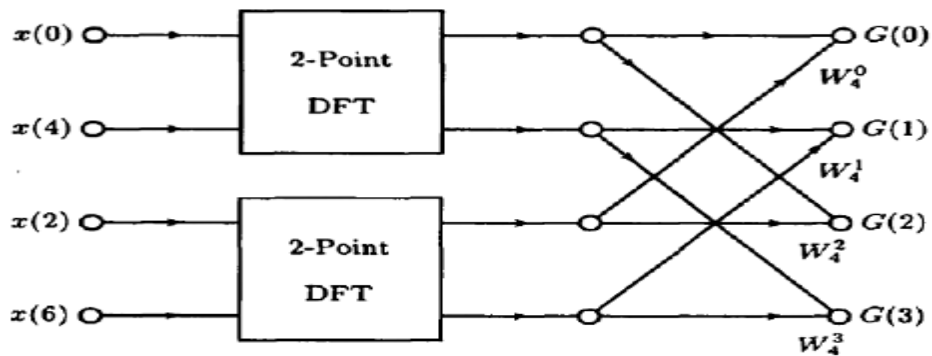 x(0)
2-Point
DFT
G(0)
W₄⁰
x(4)
G(1)
W₄¹
x(2)
2-Point
DFT
G(2)
W₄²
x(6)
G(3)
W₄³